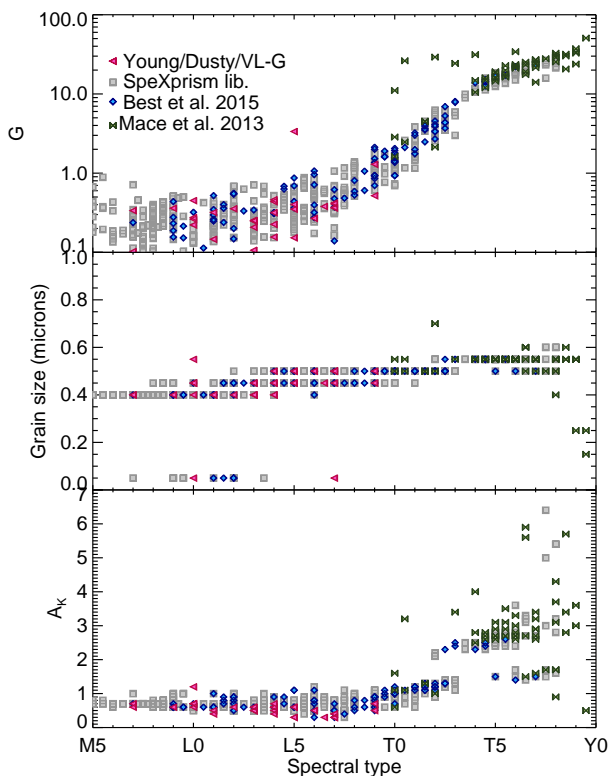 100.0
10.0
1.0
0.1
G
Young/Dusty/VL-G
SpeXprism lib.
Best et al. 2015
Mace et al. 2013
1.0
0.8
0.6
0.4
0.2
0.0
Grain size (microns)
7
6
5
4
3
2
1
0
A_K
M5
L0
L5
T0
T5
Y0
Spectral type